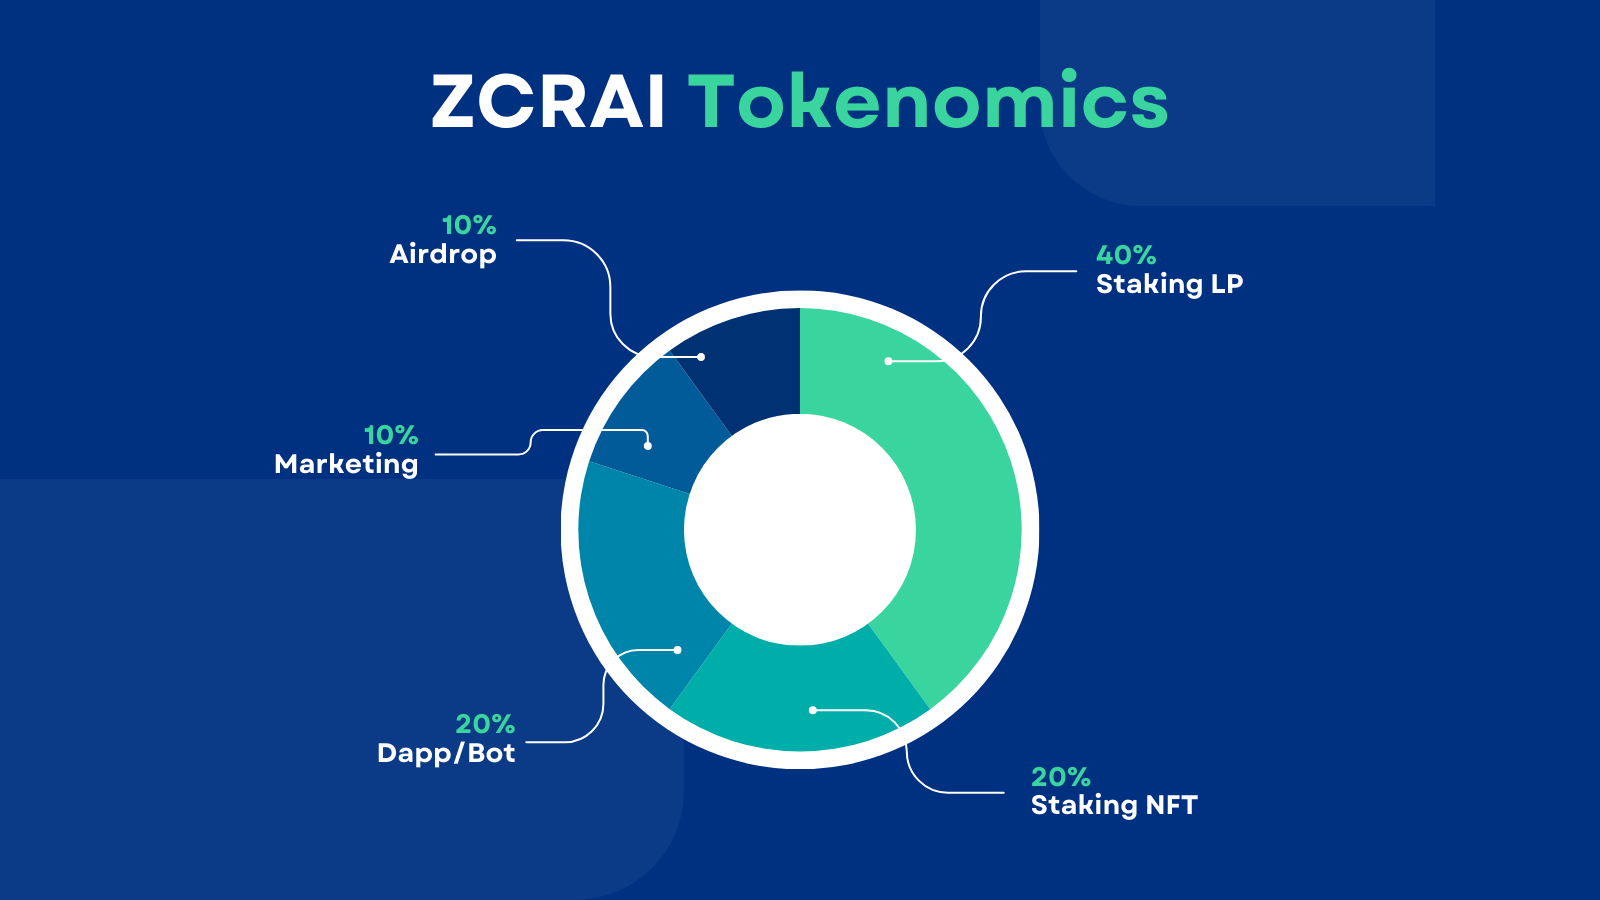 ZCRAI Tokenomics
10%
Airdrop
40%
Staking LP
10%
Marketing
20%
Dapp/Bot
20%
Staking NFT